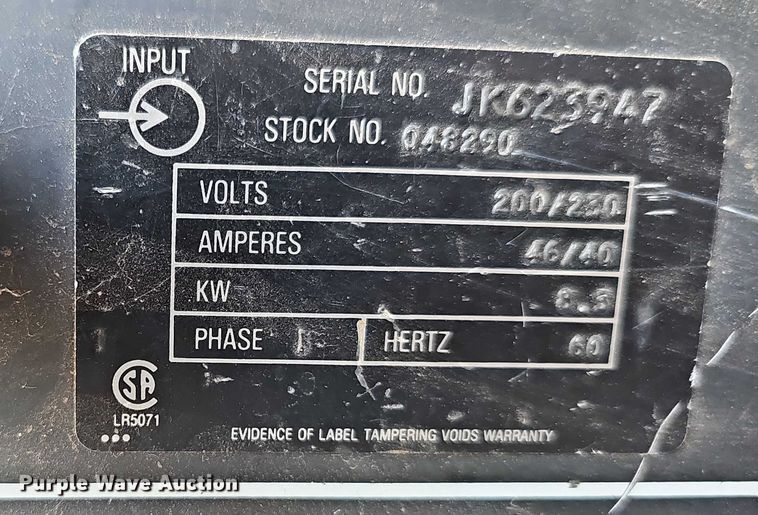 INPUT
SERIAL NO. JK623947
STOCK NO. 048290
VOLTS 200/230
AMPERES 46/40
KW 8.5
PHASE 1 HERTZ 60
LR5071
EVIDENCE OF LABEL TAMPERING VOIDS WARRANTY
Purple Wave Auction